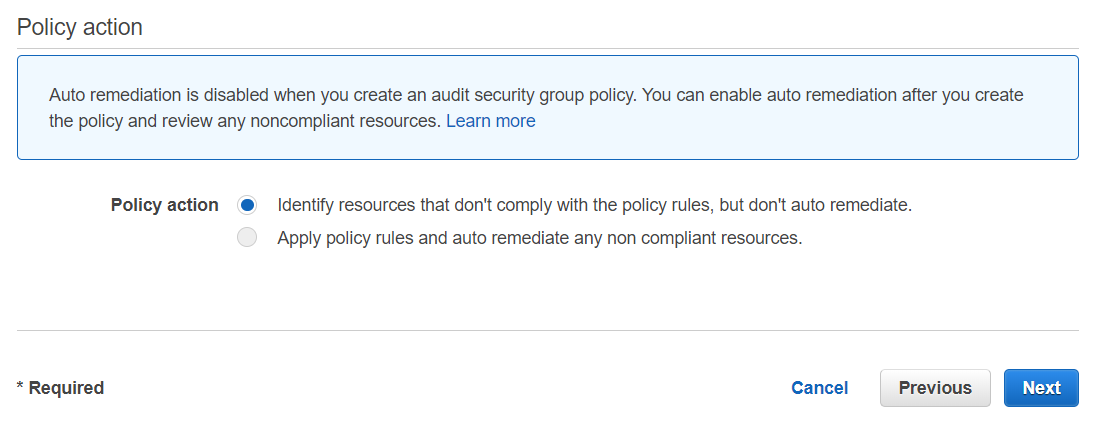 Policy action
Auto remediation is disabled when you create an audit security group policy. You can enable auto remediation after you create
the policy and review any noncompliant resources. Learn more
Policy action
Identify resources that don't comply with the policy rules, but don't auto remediate.
Apply policy rules and auto remediate any non compliant resources.
* Required
Cancel
Previous
Next